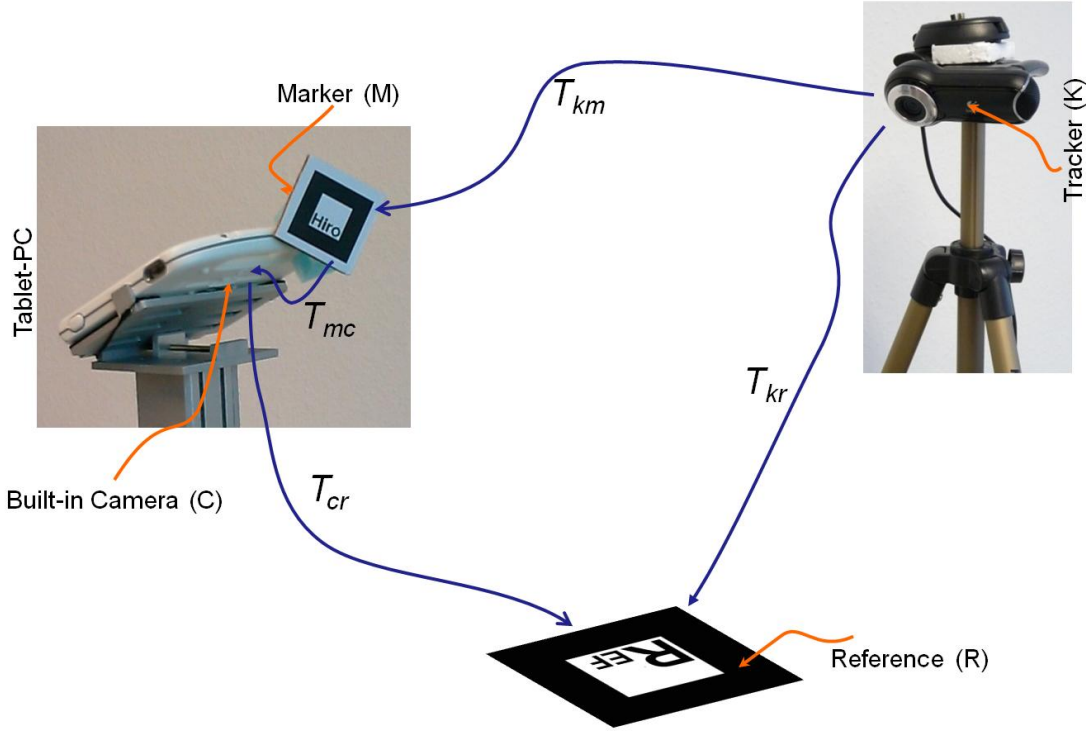 Marker (M)
T_km
Tracker (K)
Hiro
Tablet-PC
T_mc
T_kr
T_cr
Built-in Camera (C)
REF
Reference (R)